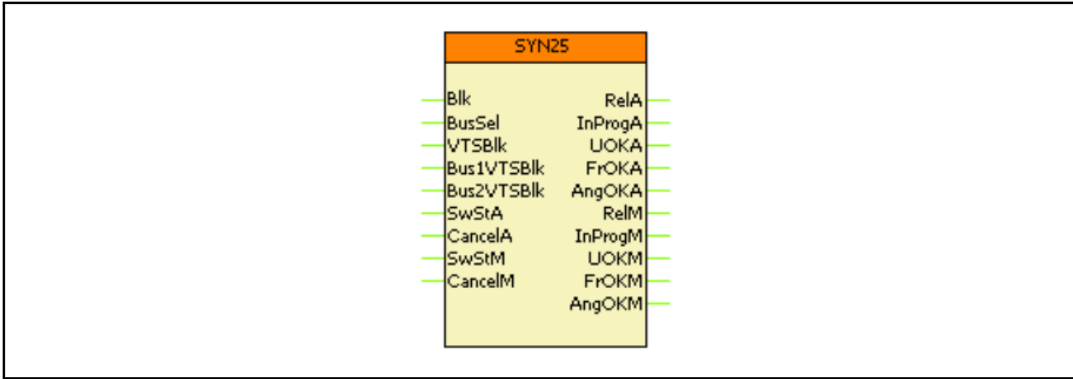 SYN25
Blk RelA
BusSel InProgA
VTSBlk UOKA
Bus1VTSBlk FrOKA
Bus2VTSBlk AngOKA
SwStA RelM
CancelA InProgM
SwStM UOKM
CancelM FrOKM
AngOKM